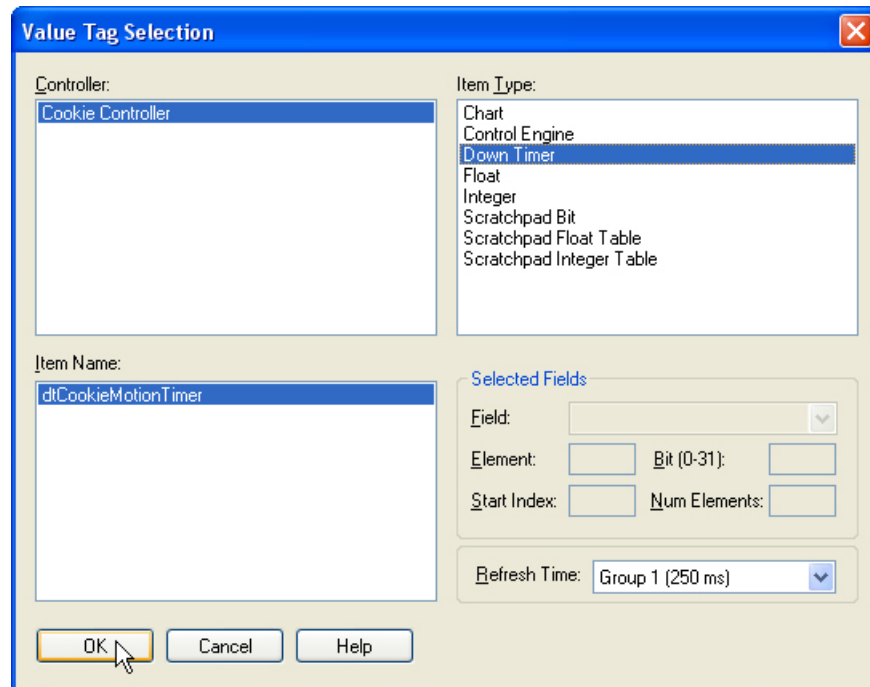 Value Tag Selection
Controller:
Cookie Controller
Item Type:
Chart
Control Engine
Down Timer
Float
Integer
Scratchpad Bit
Scratchpad Float Table
Scratchpad Integer Table
Item Name:
dtCookieMotionTimer
Selected Fields
Field:
Element:
Bit (0-31):
Start Index:
Num Elements:
Refresh Time:
Group 1 (250 ms)
OK
Cancel
Help